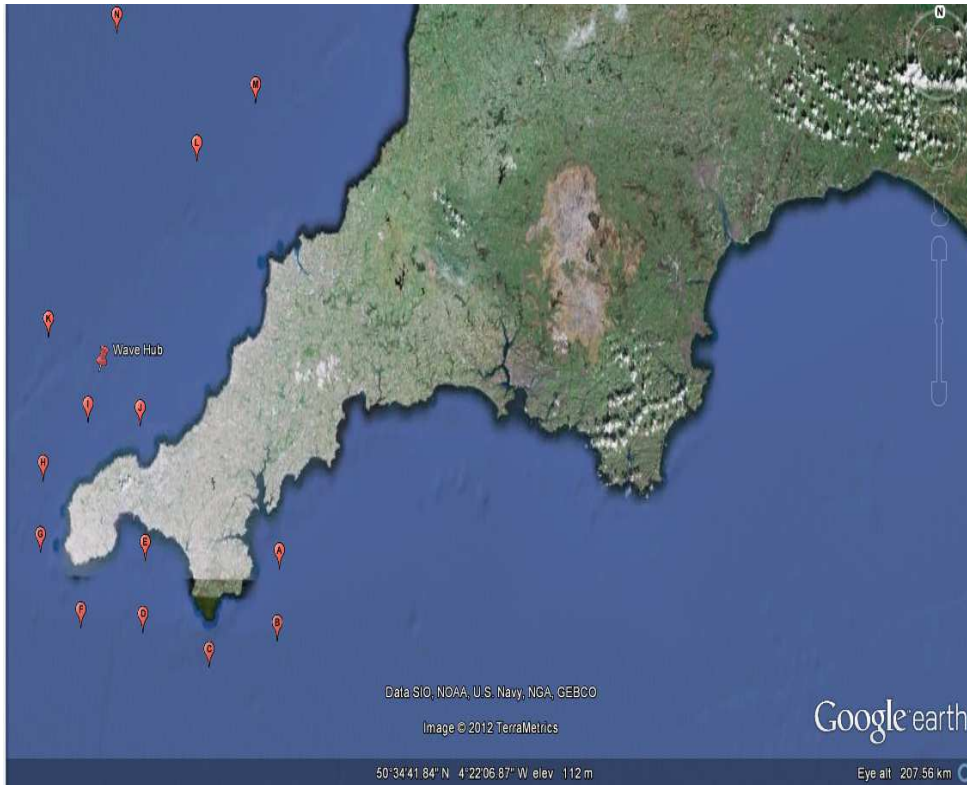 N
N
M
L
K
Wave Hub
I
J
H
G
E
A
F
D
B
C
Data SIO, NOAA, U.S. Navy, NGA, GEBCO
Image © 2012 TerraMetrics
Google earth
50°34'41.84" N 4°22'06.87" W elev 112 m
Eye alt 207.56 km